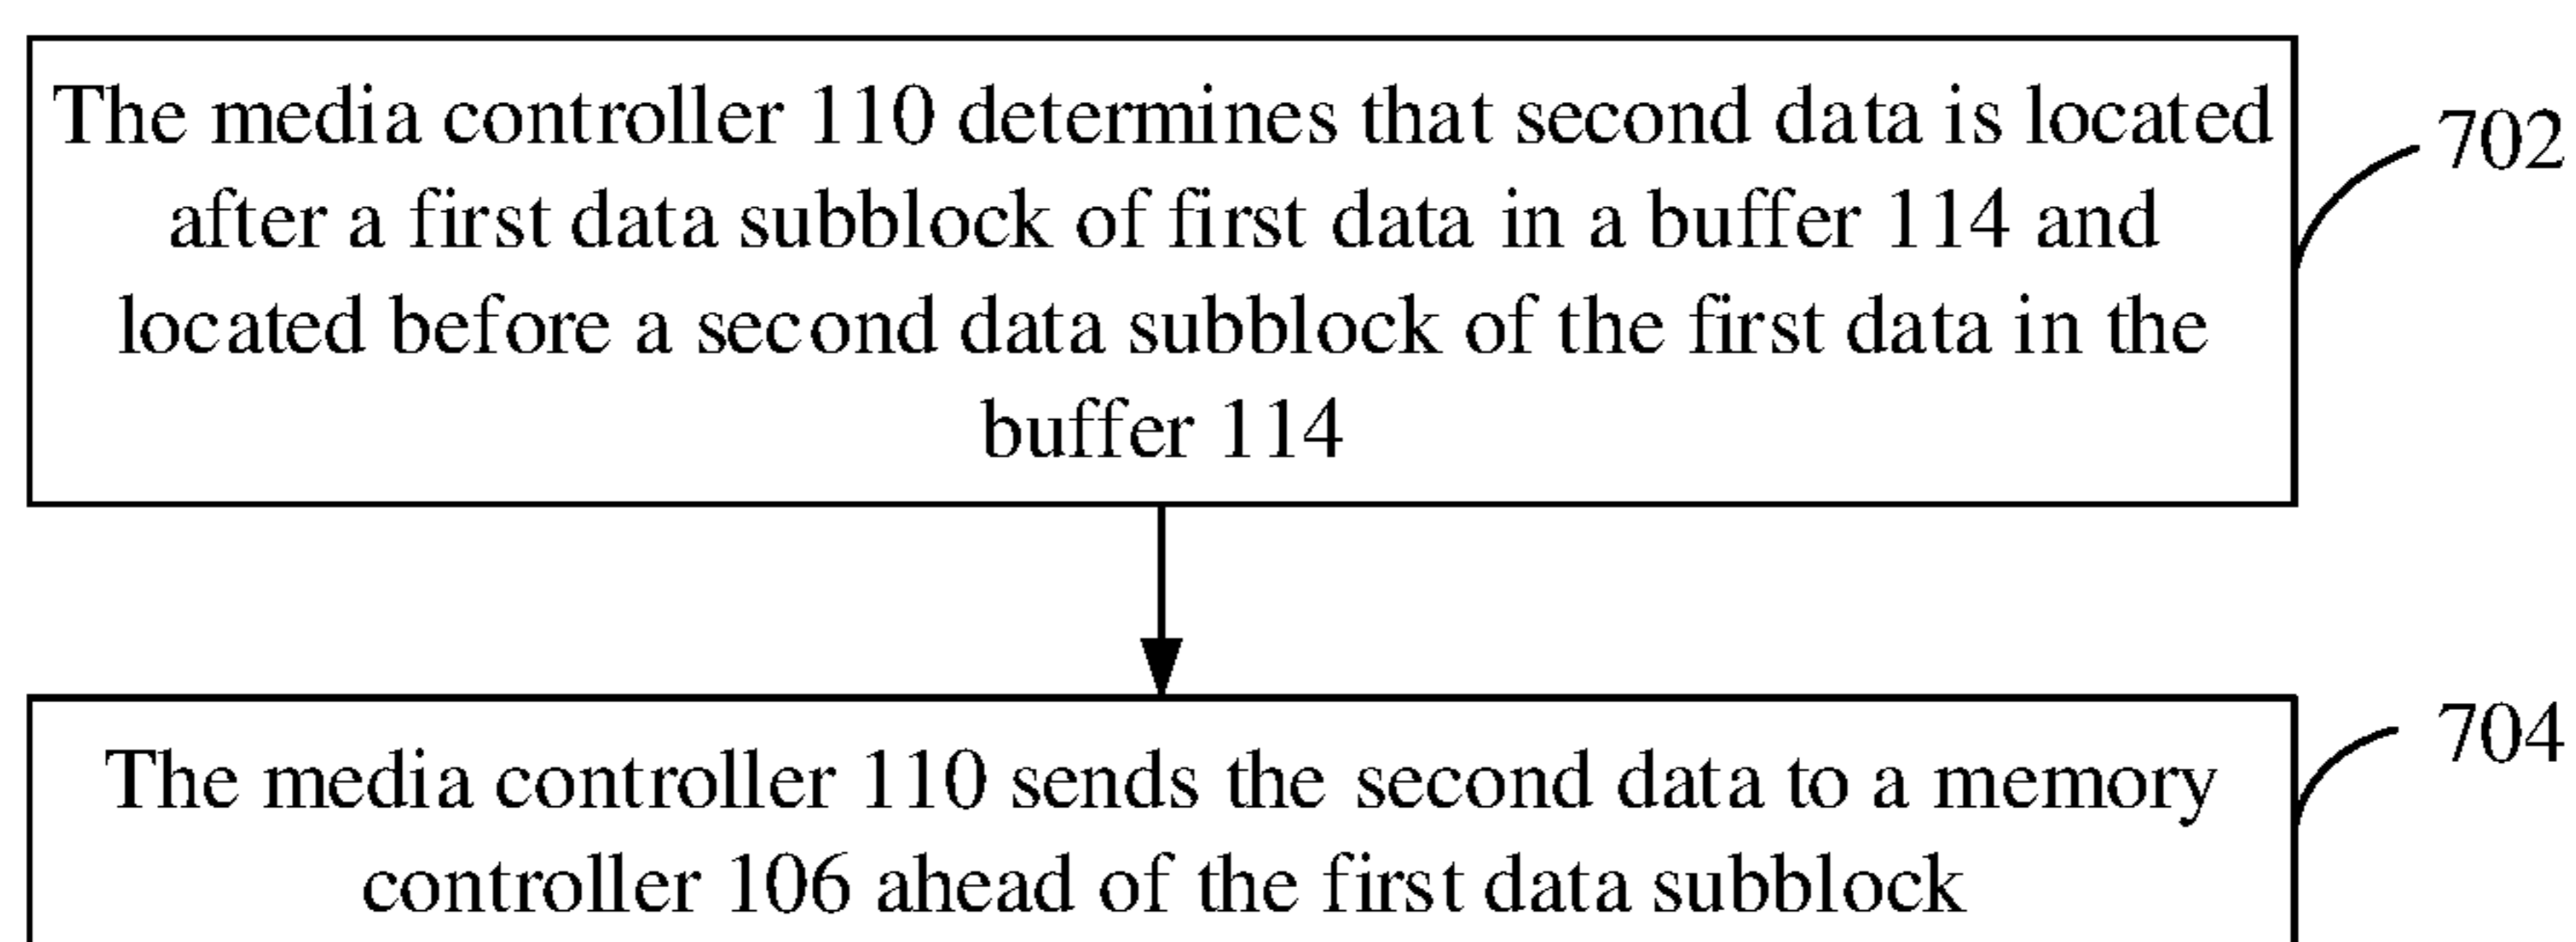 The media controller 110 determines that second data is located
after a first data subblock of first data in a buffer 114 and
located before a second data subblock of the first data in the
buffer 114
702
The media controller 110 sends the second data to a memory
controller 106 ahead of the first data subblock
704